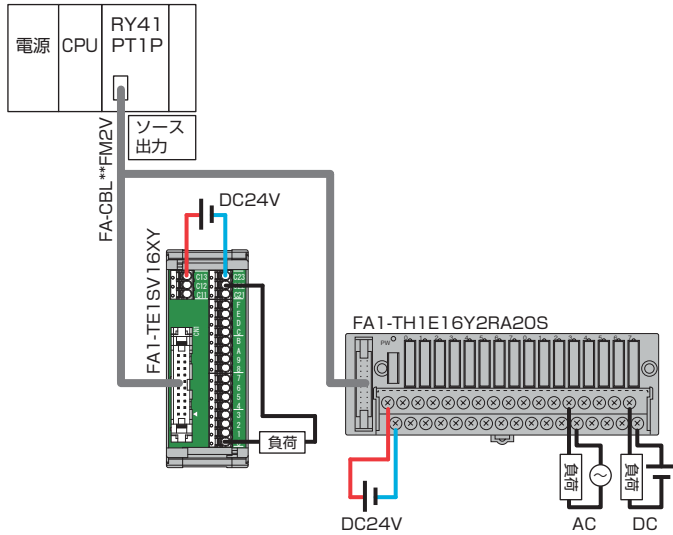 電源
CPU
RY41
PT1P
ソース
出力
FA-CBL**FM2V
DC24V
FA1-TE1SV16XY
C13
C12
C11
C23
C21
F
E
D
C
B
A
9
8
7
6
5
4
3
2
1
負荷
FA1-TH1E16Y2RA20S
PW
負荷
負荷
DC24V
AC
DC